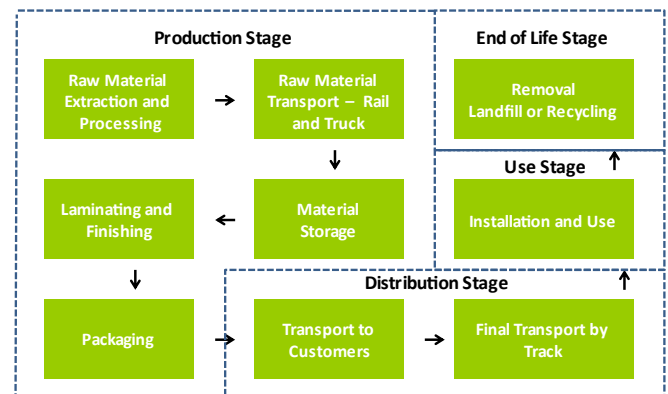 Production Stage
Raw Material
Extraction and
Processing
Raw Material
Transport – Rail
and Truck
Laminating and
Finishing
Material
Storage
Packaging
End of Life Stage
Removal
Landfill or Recycling
Use Stage
Installation and Use
Distribution Stage
Transport to
Customers
Final Transport by
Track